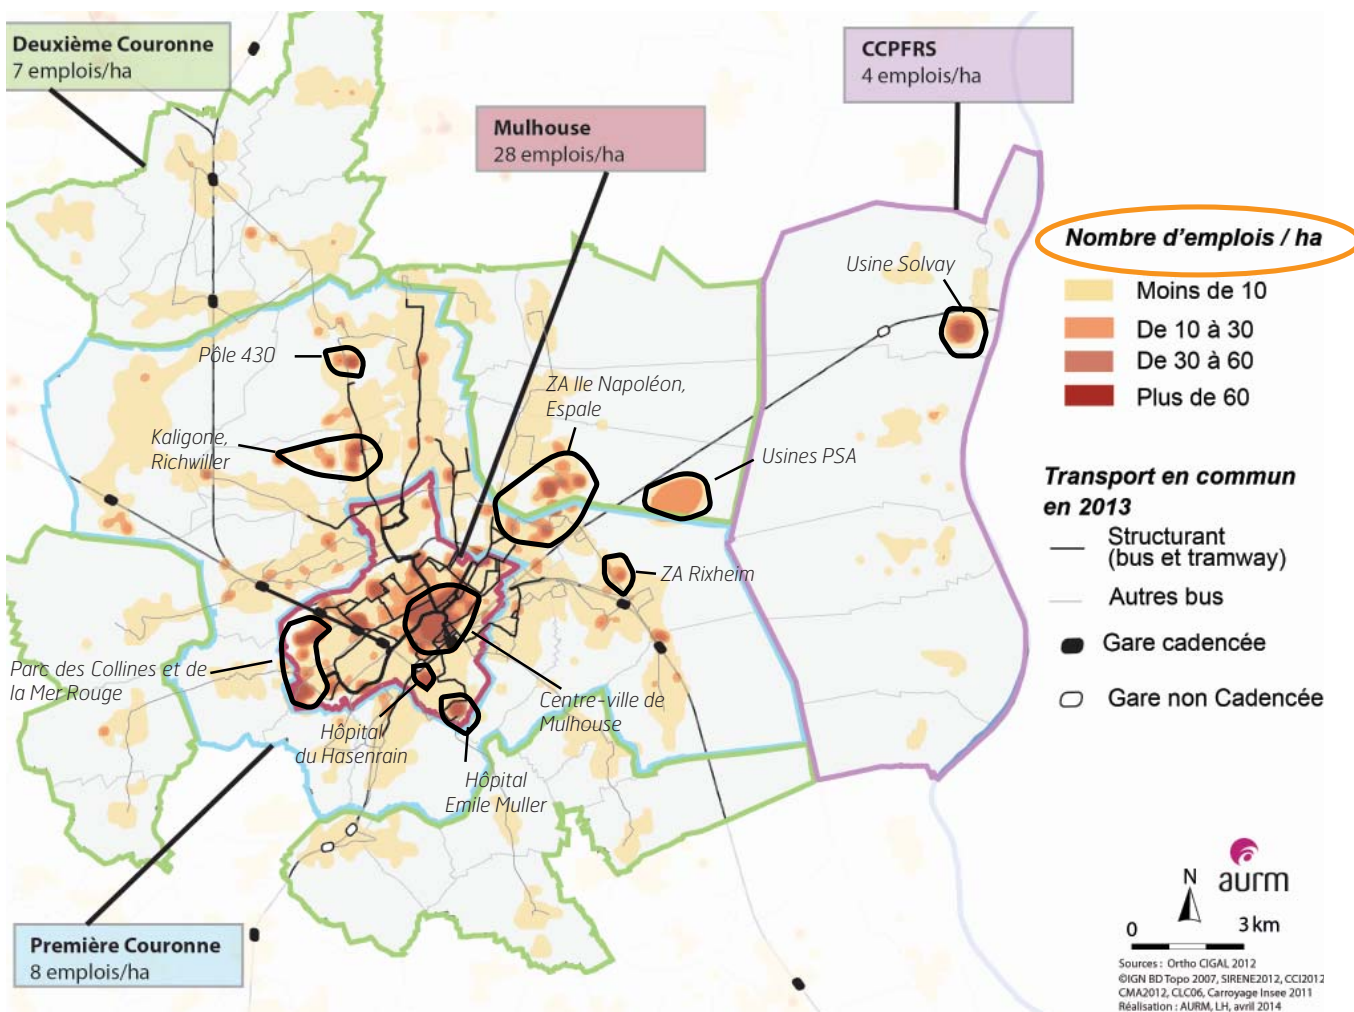 Deuxième Couronne
7 emplois/ha
CCPFRS
4 emplois/ha
Mulhouse
28 emplois/ha
Nombre d'emplois / ha
Moins de 10
De 10 à 30
De 30 à 60
Plus de 60
Usine Solvay
Pôle 430
ZA Ile Napoléon,
Espale
Kaligone,
Richwiller
Usines PSA
Transport en commun
en 2013
Structurant
(bus et tramway)
Autres bus
Gare cadencée
Gare non Cadencée
ZA Rixheim
Parc des Collines et de
la Mer Rouge
Centre-ville de
Mulhouse
Hôpital
du Hasenrain
Hôpital
Emile Muller
Première Couronne
8 emplois/ha
N
aurm
0 3 km
Sources : Ortho CIGAL 2012
©IGN BD Topo 2007, SIRENE2012, CCI2012
CMA2012, CLC06, Carroyage Insee 2011
Réalisation : AURM, LH, avril 2014